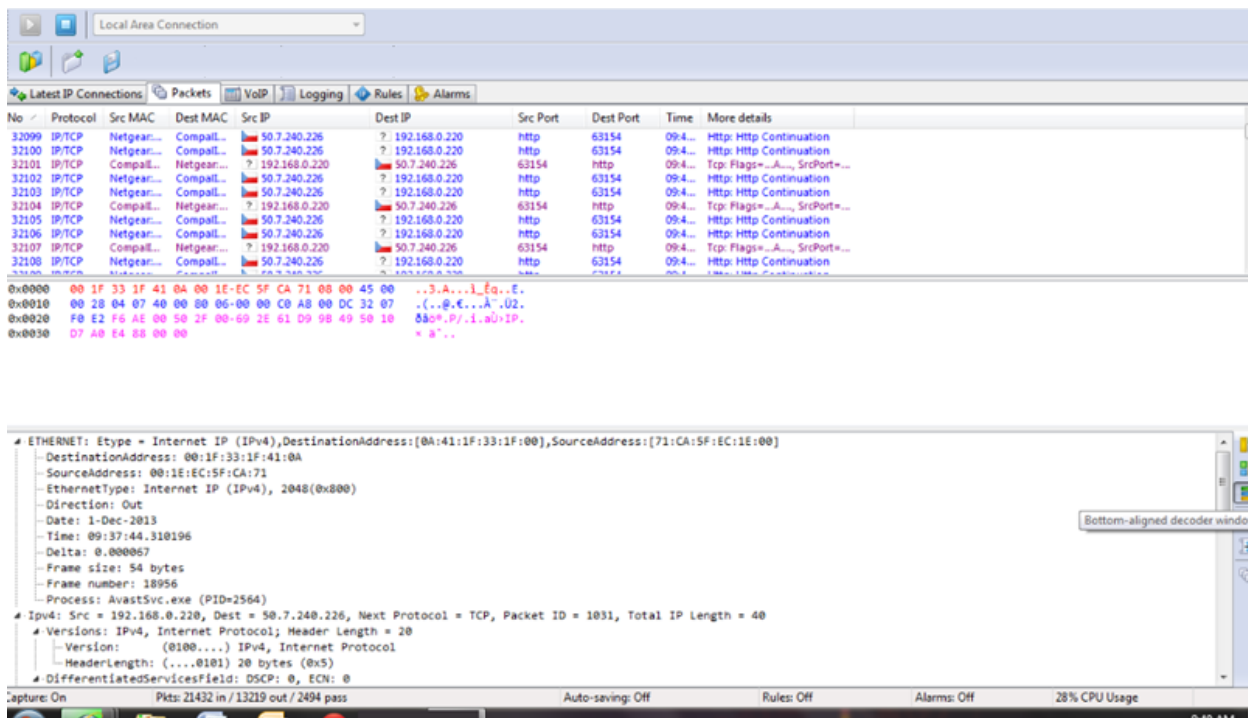 Local Area Connection
Latest IP Connections Packets VoIP Logging Rules Alarms
No Protocol Src MAC Dest MAC Src IP Dest IP Src Port Dest Port Time More details
32099 IP/TCP Netgear:... Compall... 50.7.240.226 ? 192.168.0.220 http 63154 09:4... Http: Http Continuation
32100 IP/TCP Netgear:... Compall... 50.7.240.226 ? 192.168.0.220 http 63154 09:4... Http: Http Continuation
32101 IP/TCP Compall... Netgear:... ? 192.168.0.220 50.7.240.226 63154 http 09:4... Tcp: Flags=...A..., SrcPort=...
32102 IP/TCP Netgear:... Compall... 50.7.240.226 ? 192.168.0.220 http 63154 09:4... Http: Http Continuation
32103 IP/TCP Netgear:... Compall... 50.7.240.226 ? 192.168.0.220 http 63154 09:4... Http: Http Continuation
32104 IP/TCP Compall... Netgear:... ? 192.168.0.220 50.7.240.226 63154 http 09:4... Tcp: Flags=...A..., SrcPort=...
32105 IP/TCP Netgear:... Compall... 50.7.240.226 ? 192.168.0.220 http 63154 09:4... Http: Http Continuation
32106 IP/TCP Netgear:... Compall... 50.7.240.226 ? 192.168.0.220 http 63154 09:4... Http: Http Continuation
32107 IP/TCP Compall... Netgear:... ? 192.168.0.220 50.7.240.226 63154 http 09:4... Tcp: Flags=...A..., SrcPort=...
32108 IP/TCP Netgear:... Compall... 50.7.240.226 ? 192.168.0.220 http 63154 09:4... Http: Http Continuation
0x0000 00 1F 33 1F 41 0A 00 1E-EC 5F CA 71 08 00 45 00 ..3.A...ì_Êq..E.
0x0010 00 28 04 07 40 00 80 06-00 00 C0 A8 00 DC 32 07 .(..@.€...À¨.Ü2.
0x0020 F0 E2 F6 AE 00 50 2F 00-69 2E 61 D9 9B 49 50 10 ðâö®.P/.i.aÙ›IP.
0x0030 D7 A0 E4 88 00 00 × äˆ..
ETHERNET: Etype = Internet IP (IPv4),DestinationAddress:[0A:41:1F:33:1F:00],SourceAddress:[71:CA:5F:EC:1E:00]
DestinationAddress: 00:1F:33:1F:41:0A
SourceAddress: 00:1E:EC:5F:CA:71
EthernetType: Internet IP (IPv4), 2048(0x800)
Direction: Out
Date: 1-Dec-2013
Bottom-aligned decoder windo
Time: 09:37:44.310196
Delta: 0.000067
Frame size: 54 bytes
Frame number: 18956
Process: AvastSvc.exe (PID=2564)
Ipv4: Src = 192.168.0.220, Dest = 50.7.240.226, Next Protocol = TCP, Packet ID = 1031, Total IP Length = 40
Versions: IPv4, Internet Protocol; Header Length = 20
Version: (0100....) IPv4, Internet Protocol
HeaderLength: (....0101) 20 bytes (0x5)
DifferentiatedServicesField: DSCP: 0, ECN: 0
Capture: On Pkts: 21432 in / 13219 out / 2494 pass Auto-saving: Off Rules: Off Alarms: Off 28% CPU Usage